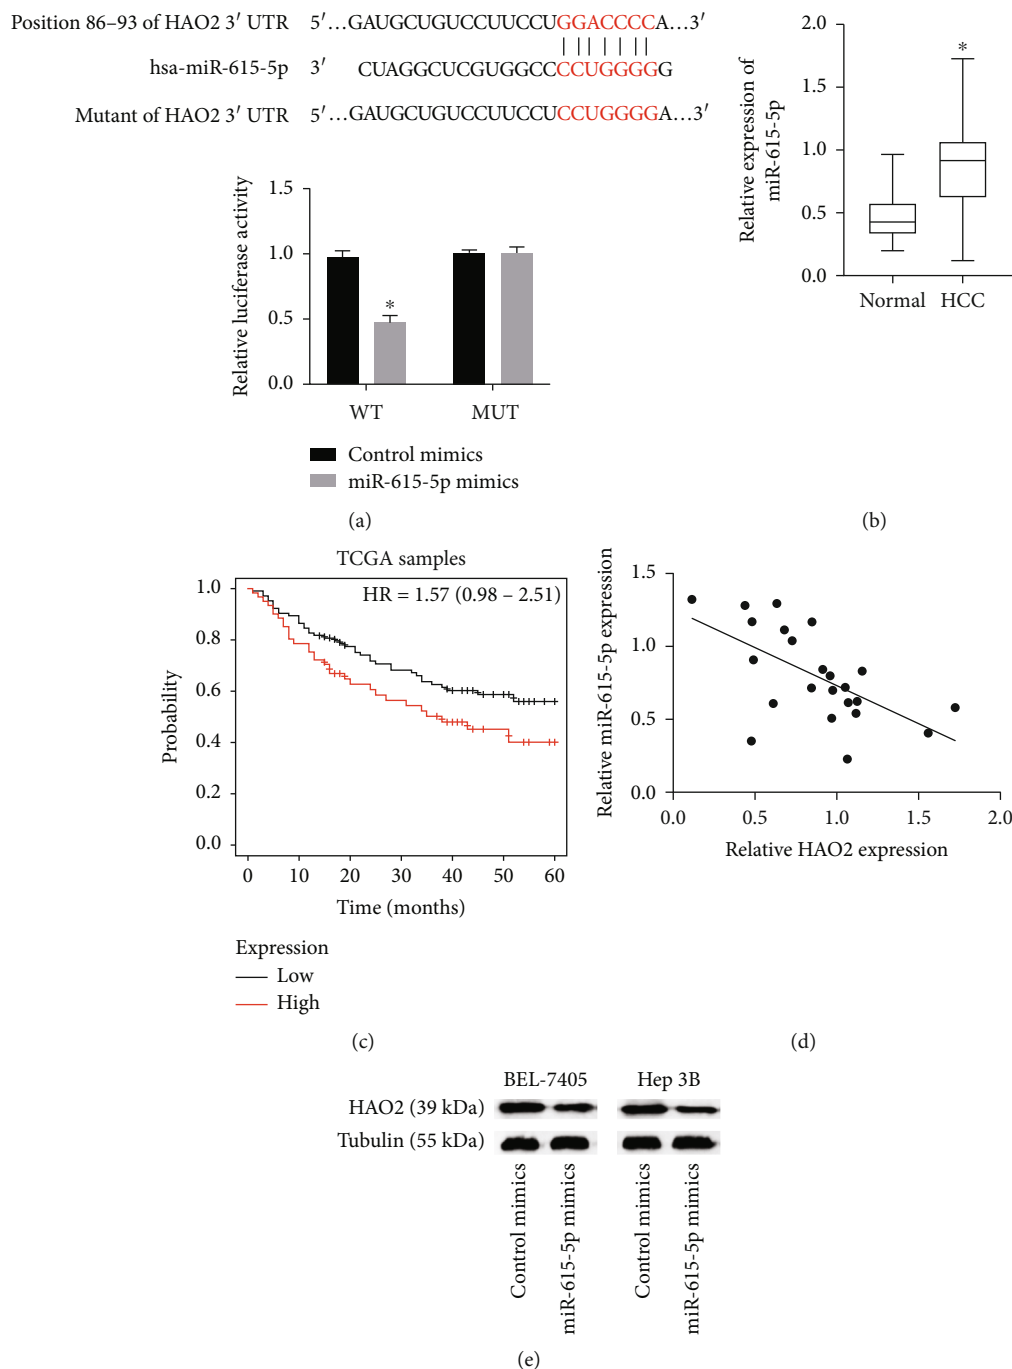 Position 86–93 of HAO2 3′ UTR 5′...GAUGCUGUCCUUCCUGGACCCCA...3′
hsa-miR-615-5p 3′ CUAGGCUCGUGGCCCCUGGGGG
Mutant of HAO2 3′ UTR 5′...GAUGCUGUCCUUCCUCCUGGGGA...3′
Relative luciferase activity
1.5
1.0
0.5
0.0
*
WT MUT
Control mimics
miR-615-5p mimics
(a)
Relative expression of
miR-615-5p
2.0
1.5
1.0
0.5
0.0
*
Normal HCC
(b)
TCGA samples
HR = 1.57 (0.98 – 2.51)
Probability
1.0
0.8
0.6
0.4
0.2
0.0
0 10 20 30 40 50 60
Time (months)
Expression
Low
High
(c)
Relative miR-615-5p expression
1.5
1.0
0.5
0.0
0.0 0.5 1.0 1.5 2.0
Relative HAO2 expression
(d)
BEL-7405 Hep 3B
HAO2 (39 kDa)
Tubulin (55 kDa)
Control mimics
miR-615-5p mimics
Control mimics
miR-615-5p mimics
(e)